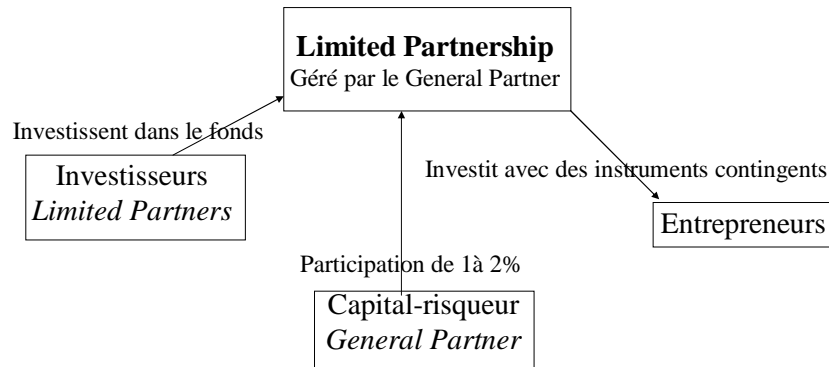 Limited Partnership
Géré par le General Partner
Investissent dans le fonds
Investisseurs
Limited Partners
Investit avec des instruments contingents
Entrepreneurs
Participation de 1à 2%
Capital-risqueur
General Partner